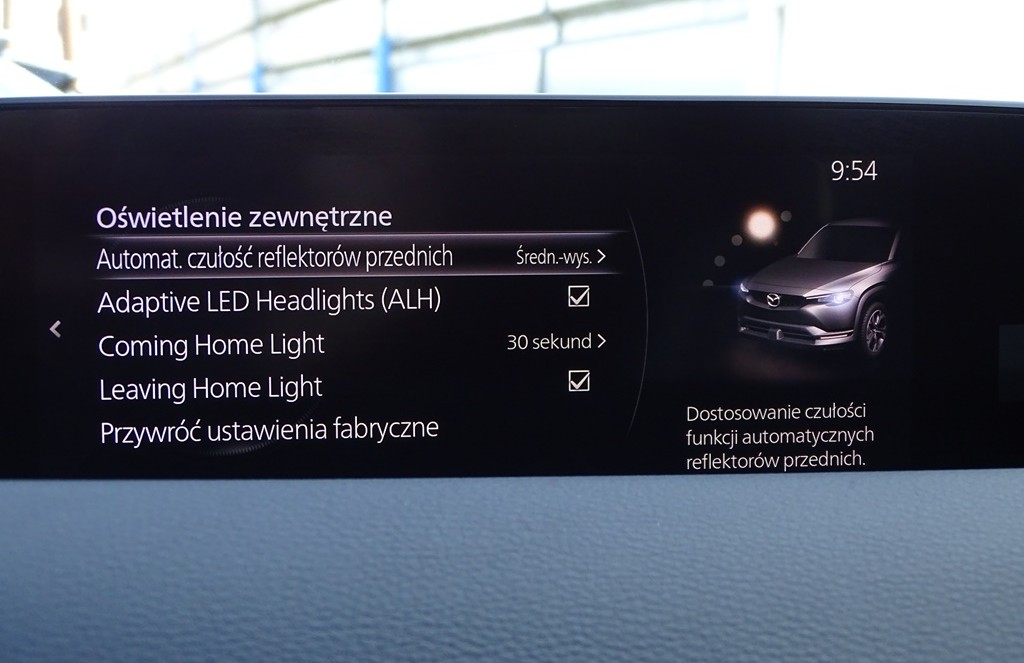 9:54
Oświetlenie zewnętrzne
Automat. czułość reflektorów przednich Średn.-wys.
Adaptive LED Headlights (ALH)
Coming Home Light 30 sekund
Leaving Home Light
Przywróć ustawienia fabryczne
Dostosowanie czułości
funkcji automatycznych
reflektorów przednich.